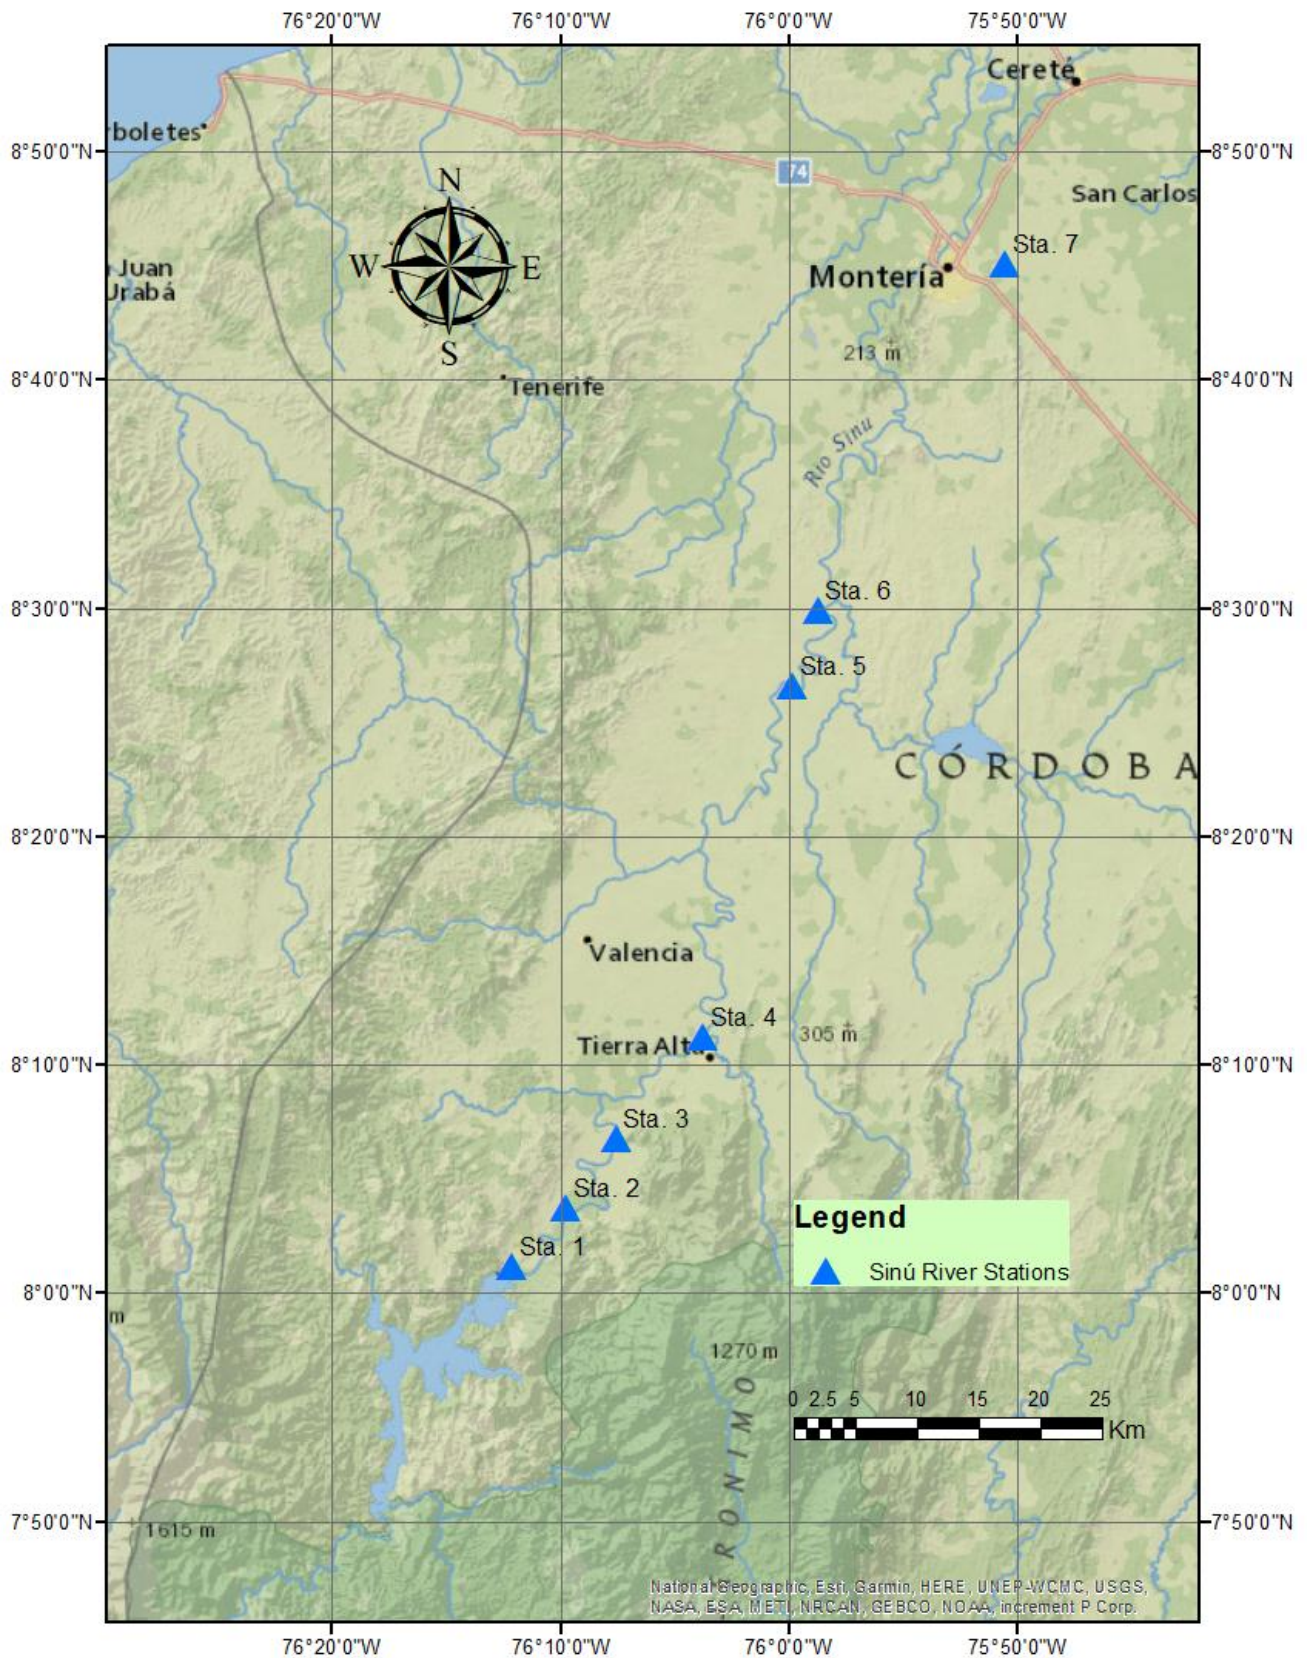 76°20'0"W 76°10'0"W 76°0'0"W 75°50'0"W
Cereté
rboletes
8°50'0"N 8°50'0"N
74
N
San Carlos
Sta. 7
W E
Juan
Urabá
Montería
S
213 m
8°40'0"N 8°40'0"N
Tenerife
Rio Sinu
Sta. 6
8°30'0"N 8°30'0"N
Sta. 5
CÓRDOBA
8°20'0"N 8°20'0"N
Valencia
Sta. 4
305 m
Tierra Alta
8°10'0"N 8°10'0"N
Sta. 3
Sta. 2
Legend
Sta. 1
Sinú River Stations
8°0'0"N 8°0'0"N
m
1270 m
RONIMO
0 2.5 5 10 15 20 25
Km
7°50'0"N 7°50'0"N
1615 m
National Geographic, Esri, Garmin, HERE, UNEP-WCMC, USGS,
NASA, ESA, METI, NRCAN, GEBCO, NOAA, increment P Corp.
76°20'0"W 76°10'0"W 76°0'0"W 75°50'0"W